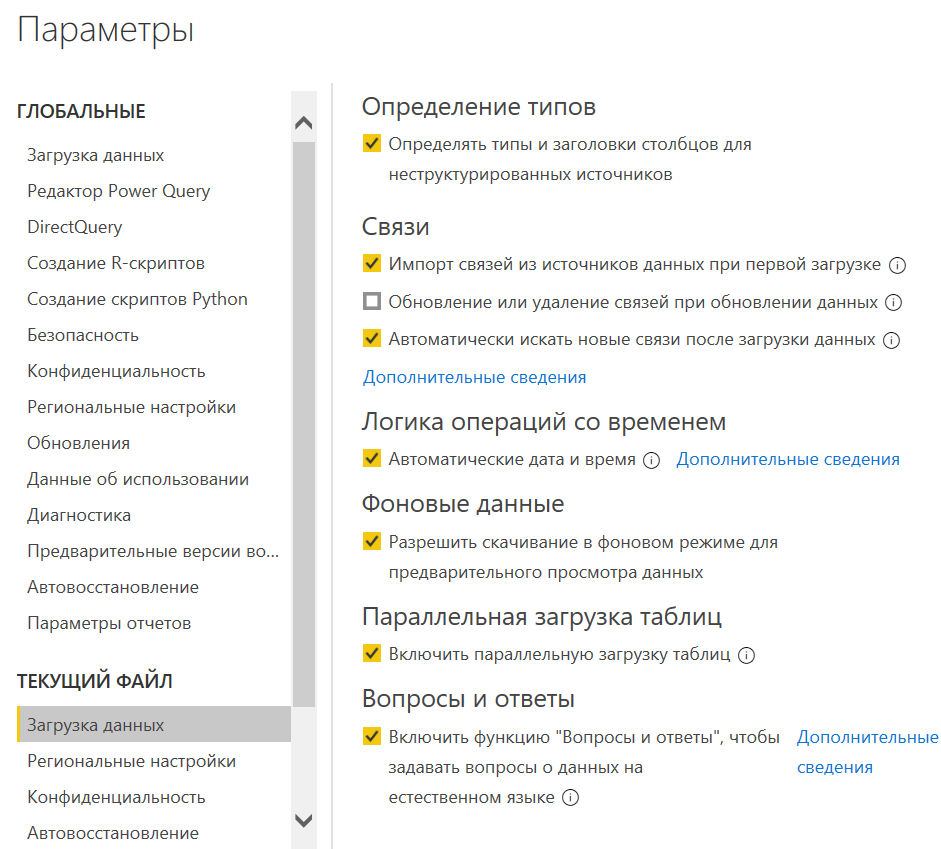 Параметры
ГЛОБАЛЬНЫЕ
Загрузка данных
Редактор Power Query
DirectQuery
Создание R-скриптов
Создание скриптов Python
Безопасность
Конфиденциальность
Региональные настройки
Обновления
Данные об использовании
Диагностика
Предварительные версии во...
Автовосстановление
Параметры отчетов
ТЕКУЩИЙ ФАЙЛ
Загрузка данных
Региональные настройки
Конфиденциальность
Автовосстановление
Определение типов
Определять типы и заголовки столбцов для
неструктурированных источников
Связи
Импорт связей из источников данных при первой загрузке
Обновление или удаление связей при обновлении данных
Автоматически искать новые связи после загрузки данных
Дополнительные сведения
Логика операций со временем
Автоматические дата и время Дополнительные сведения
Фоновые данные
Разрешить скачивание в фоновом режиме для
предварительного просмотра данных
Параллельная загрузка таблиц
Включить параллельную загрузку таблиц
Вопросы и ответы
Включить функцию "Вопросы и ответы", чтобы Дополнительные
задавать вопросы о данных на сведения
естественном языке